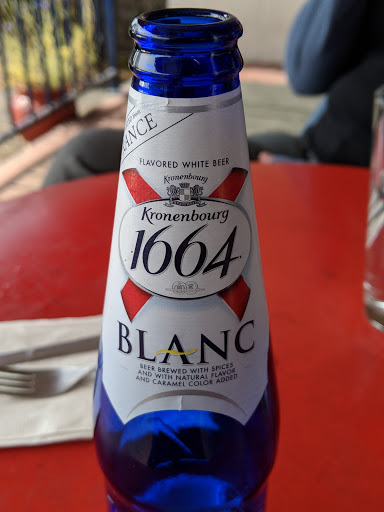 ANCE
FLAVORED WHITE BEER
Kronenbourg
Kronenbourg
1664
BLANC
BEER BREWED WITH SPICES
AND WITH NATURAL FLAVOR
AND CARAMEL COLOR ADDED